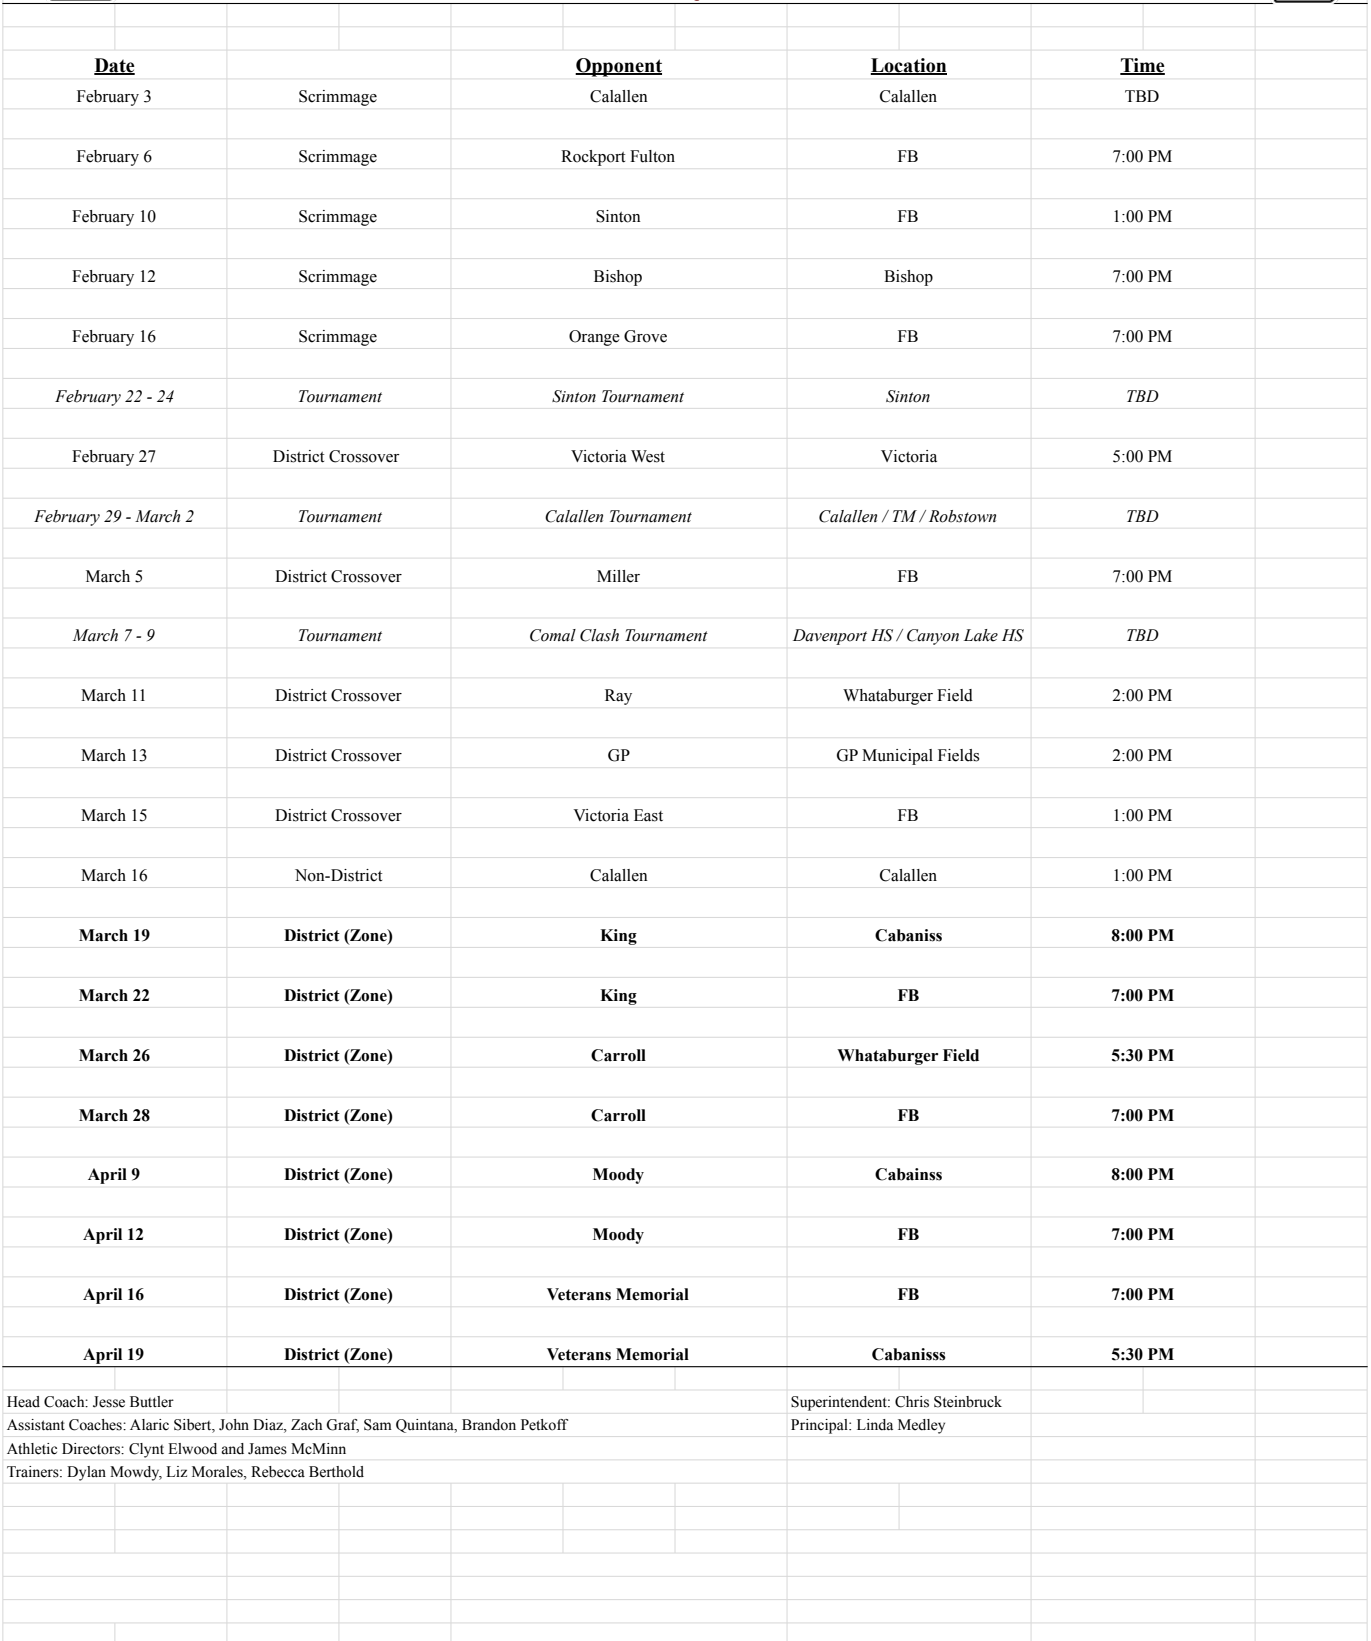 Date Opponent Location Time
February 3 Scrimmage Calallen Calallen TBD
February 6 Scrimmage Rockport Fulton FB 7:00 PM
February 10 Scrimmage Sinton FB 1:00 PM
February 12 Scrimmage Bishop Bishop 7:00 PM
February 16 Scrimmage Orange Grove FB 7:00 PM
February 22 - 24 Tournament Sinton Tournament Sinton TBD
February 27 District Crossover Victoria West Victoria 5:00 PM
February 29 - March 2 Tournament Calallen Tournament Calallen / TM / Robstown TBD
March 5 District Crossover Miller FB 7:00 PM
March 7 - 9 Tournament Comal Clash Tournament Davenport HS / Canyon Lake HS TBD
March 11 District Crossover Ray Whataburger Field 2:00 PM
March 13 District Crossover GP GP Municipal Fields 2:00 PM
March 15 District Crossover Victoria East FB 1:00 PM
March 16 Non-District Calallen Calallen 1:00 PM
March 19 District (Zone) King Cabaniss 8:00 PM
March 22 District (Zone) King FB 7:00 PM
March 26 District (Zone) Carroll Whataburger Field 5:30 PM
March 28 District (Zone) Carroll FB 7:00 PM
April 9 District (Zone) Moody Cabainss 8:00 PM
April 12 District (Zone) Moody FB 7:00 PM
April 16 District (Zone) Veterans Memorial FB 7:00 PM
April 19 District (Zone) Veterans Memorial Cabanisss 5:30 PM
Head Coach: Jesse Buttler Superintendent: Chris Steinbruck
Assistant Coaches: Alaric Sibert, John Diaz, Zach Graf, Sam Quintana, Brandon Petkoff Principal: Linda Medley
Athletic Directors: Clynt Elwood and James McMinn
Trainers: Dylan Mowdy, Liz Morales, Rebecca Berthold